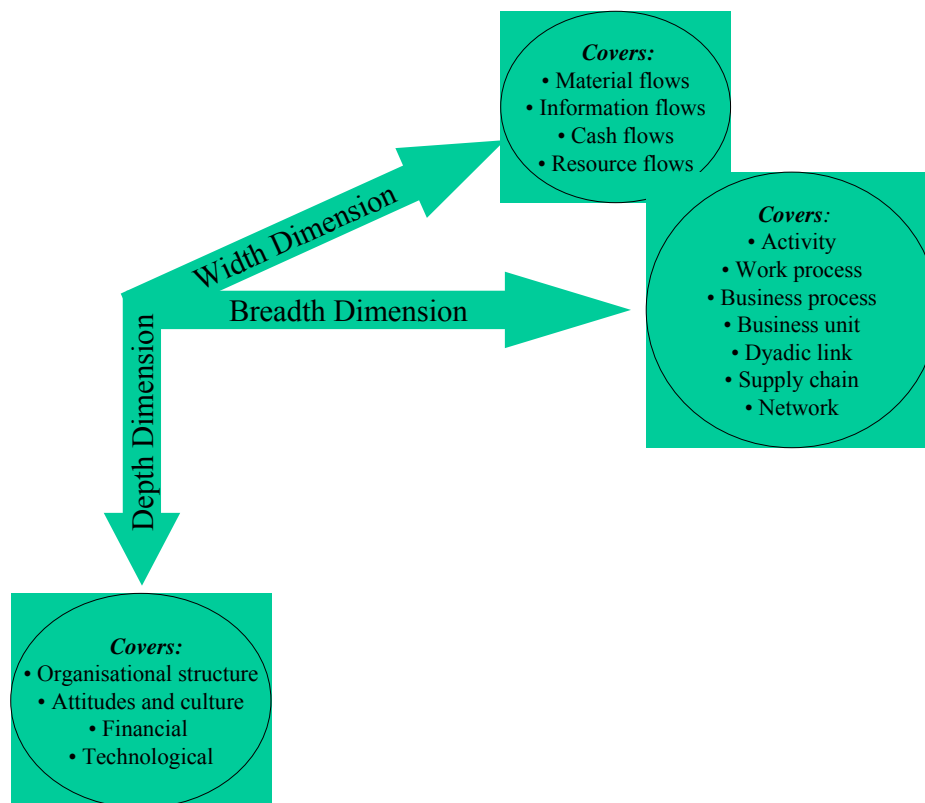 Covers:
• Material flows
• Information flows
• Cash flows
• Resource flows
Width Dimension
Covers:
• Activity
• Work process
• Business process
• Business unit
• Dyadic link
• Supply chain
• Network
Breadth Dimension
Depth Dimension
Covers:
• Organisational structure
• Attitudes and culture
• Financial
• Technological